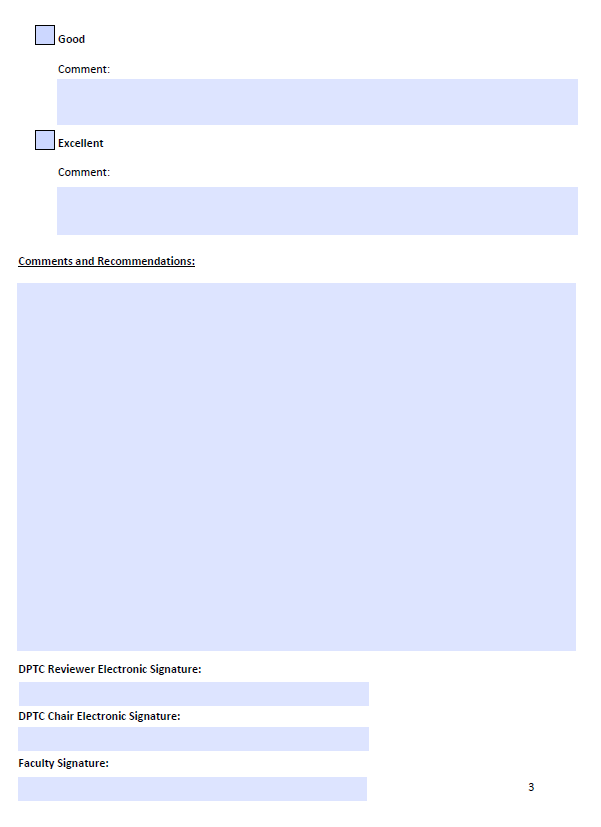 Good
Comment:
Excellent
Comment:
Comments and Recommendations:
DPTC Reviewer Electronic Signature:
DPTC Chair Electronic Signature:
Faculty Signature:
3